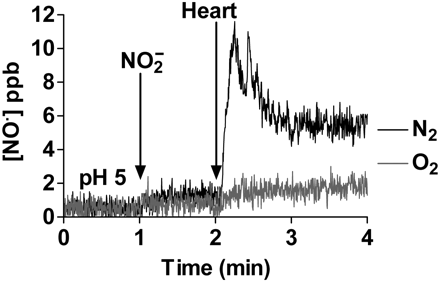 Heart
NO₂⁻
pH 5
[NO·] ppb
12
10
8
6
4
2
0
0 1 2 3 4
Time (min)
N₂
O₂